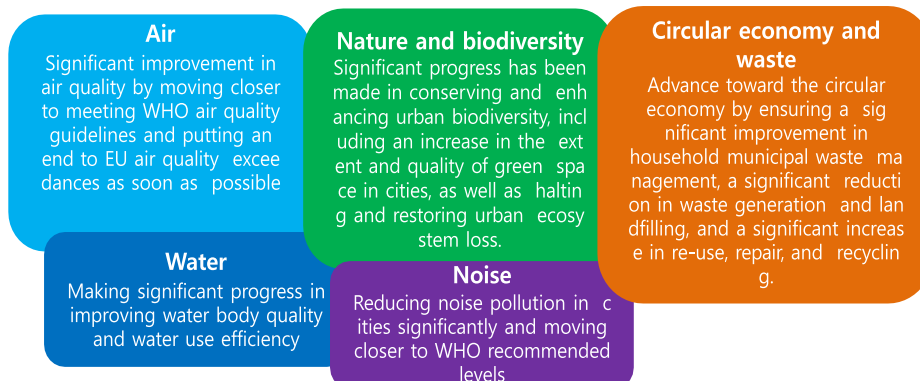 Air
Significant improvement in
air quality by moving closer
to meeting WHO air quality
guidelines and putting an
end to EU air quality excee
dances as soon as possible
Nature and biodiversity
Significant progress has been
made in conserving and enh
ancing urban biodiversity, incl
uding an increase in the ext
ent and quality of green spa
ce in cities, as well as haltin
g and restoring urban ecosy
stem loss.
Circular economy and
waste
Advance toward the circular
economy by ensuring a sig
nificant improvement in
household municipal waste ma
nagement, a significant reducti
on in waste generation and lan
dfilling, and a significant increas
e in re-use, repair, and recyclin
g.
Water
Making significant progress in
improving water body quality
and water use efficiency
Noise
Reducing noise pollution in c
ities significantly and moving
closer to WHO recommended
levels